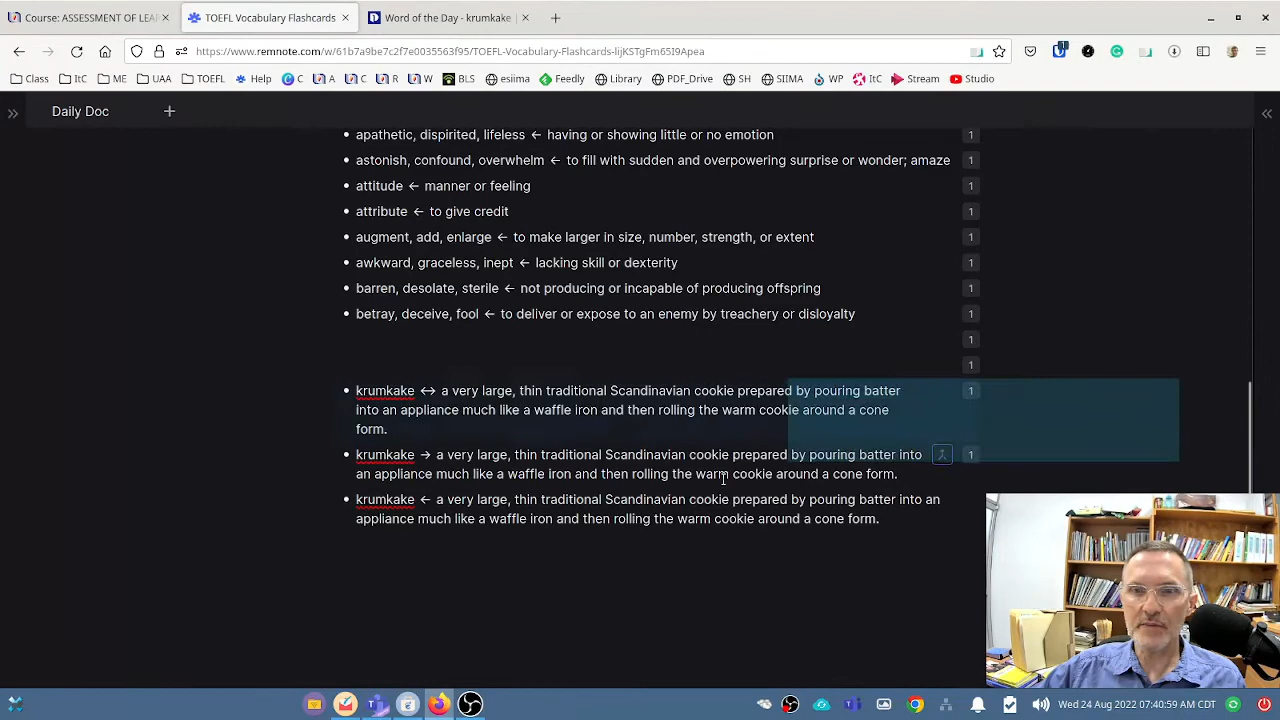 Course: ASSESSMENT OF LEA
TOEFL Vocabulary Flashcards
Word of the Day - krumkake
https://www.remnote.com/w/61b7a9be7c2f7e0035563f95/TOEFL-Vocabulary-Flashcards-lijKSTgFm65I9Apea
Class ItC ME UAA TOEFL Help C A C R W BLS esiima Feedly Library PDF_Drive SH SIIMA WP ItC Stream Studio
Daily Doc
• apathetic, dispirited, lifeless ← having or showing little or no emotion 1
• astonish, confound, overwhelm ← to fill with sudden and overpowering surprise or wonder; amaze 1
• attitude ← manner or feeling 1
• attribute ← to give credit 1
• augment, add, enlarge ← to make larger in size, number, strength, or extent 1
• awkward, graceless, inept ← lacking skill or dexterity 1
• barren, desolate, sterile ← not producing or incapable of producing offspring 1
• betray, deceive, fool ← to deliver or expose to an enemy by treachery or disloyalty 1
1
1
• krumkake ↔ a very large, thin traditional Scandinavian cookie prepared by pouring batter 1
into an appliance much like a waffle iron and then rolling the warm cookie around a cone
form.
• krumkake → a very large, thin traditional Scandinavian cookie prepared by pouring batter into 1
an appliance much like a waffle iron and then rolling the warm cookie around a cone form.
• krumkake ← a very large, thin traditional Scandinavian cookie prepared by pouring batter into an
appliance much like a waffle iron and then rolling the warm cookie around a cone form.
Wed 24 Aug 2022 07:40:59 AM CDT